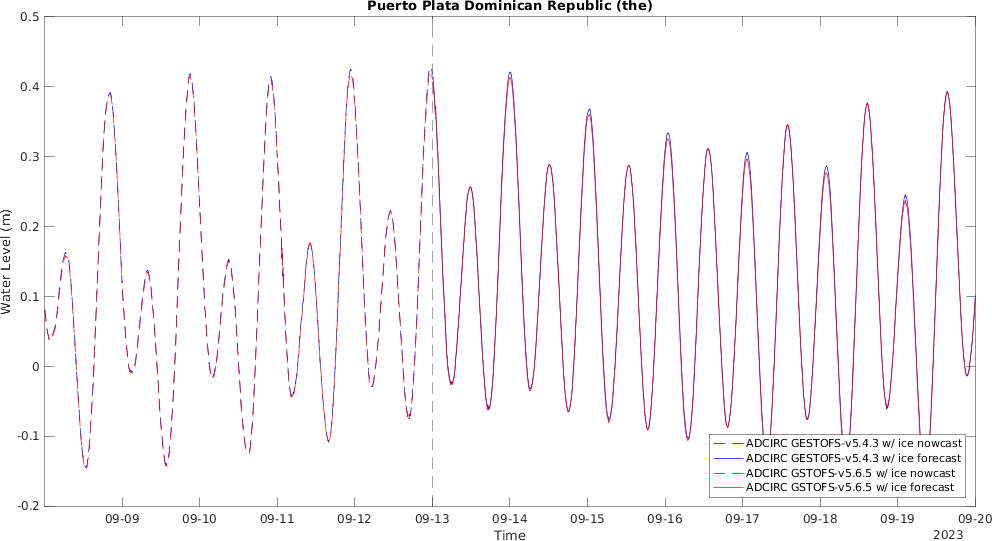 Puerto Plata Dominican Republic (the)
0.5
0.4
0.3
0.2
0.1
0
-0.1
-0.2
Water Level (m)
ADCIRC GESTOFS-v5.4.3 w/ ice nowcast
ADCIRC GESTOFS-v5.4.3 w/ ice forecast
ADCIRC GSTOFS-v5.6.5 w/ ice nowcast
ADCIRC GSTOFS-v5.6.5 w/ ice forecast
09-09 09-10 09-11 09-12 09-13 09-14 09-15 09-16 09-17 09-18 09-19 09-20
Time
2023